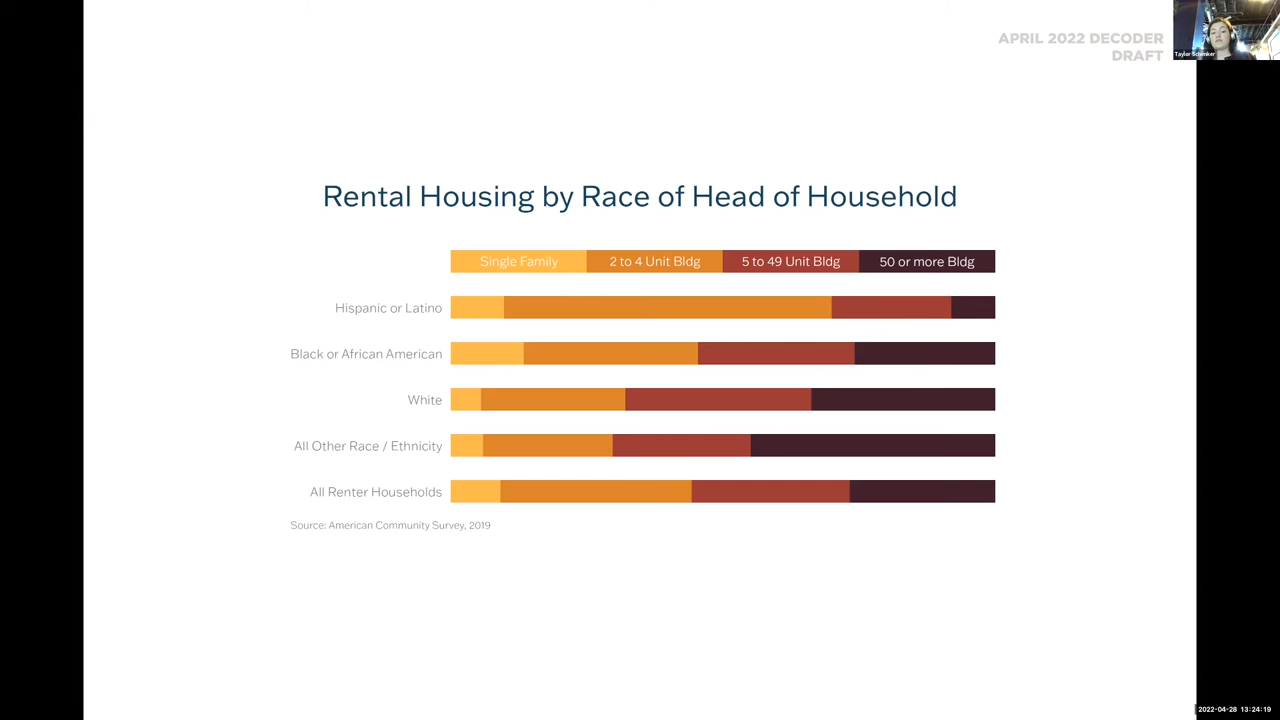 APRIL 2022 DECODER
DRAFT
Taylor Schenker
Rental Housing by Race of Head of Household
Single Family 2 to 4 Unit Bldg 5 to 49 Unit Bldg 50 or more Bldg
Hispanic or Latino
Black or African American
White
All Other Race / Ethnicity
All Renter Households
Source: American Community Survey, 2019
2022-04-28 13:24:19